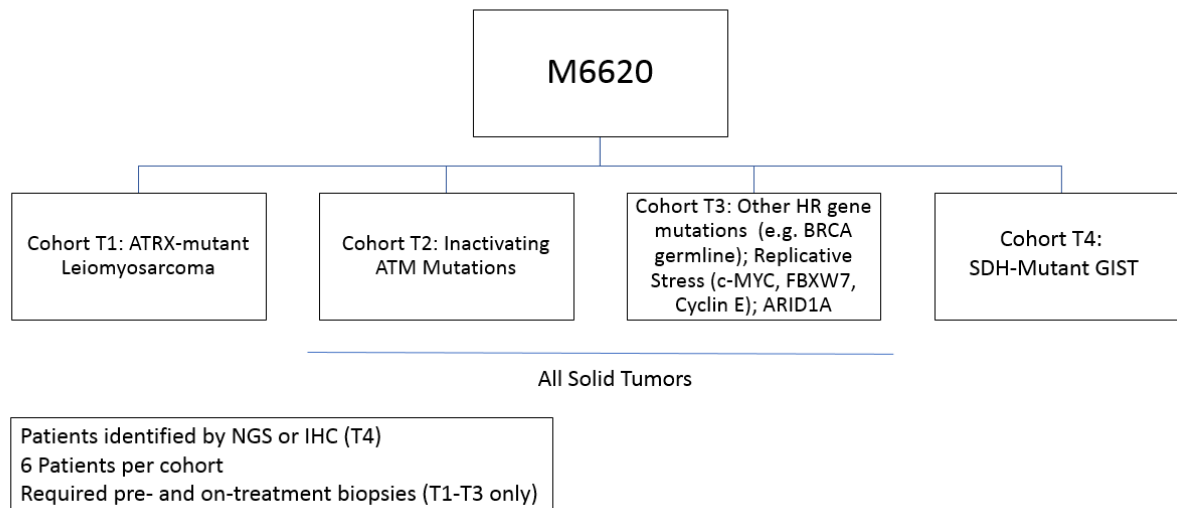 M6620
Cohort T1: ATRX-mutant
Leiomyosarcoma
Cohort T2: Inactivating
ATM Mutations
Cohort T3: Other HR gene
mutations (e.g. BRCA
germline); Replicative
Stress (c-MYC, FBXW7,
Cyclin E); ARID1A
Cohort T4:
SDH-Mutant GIST
All Solid Tumors
Patients identified by NGS or IHC (T4)
6 Patients per cohort
Required pre- and on-treatment biopsies (T1-T3 only)